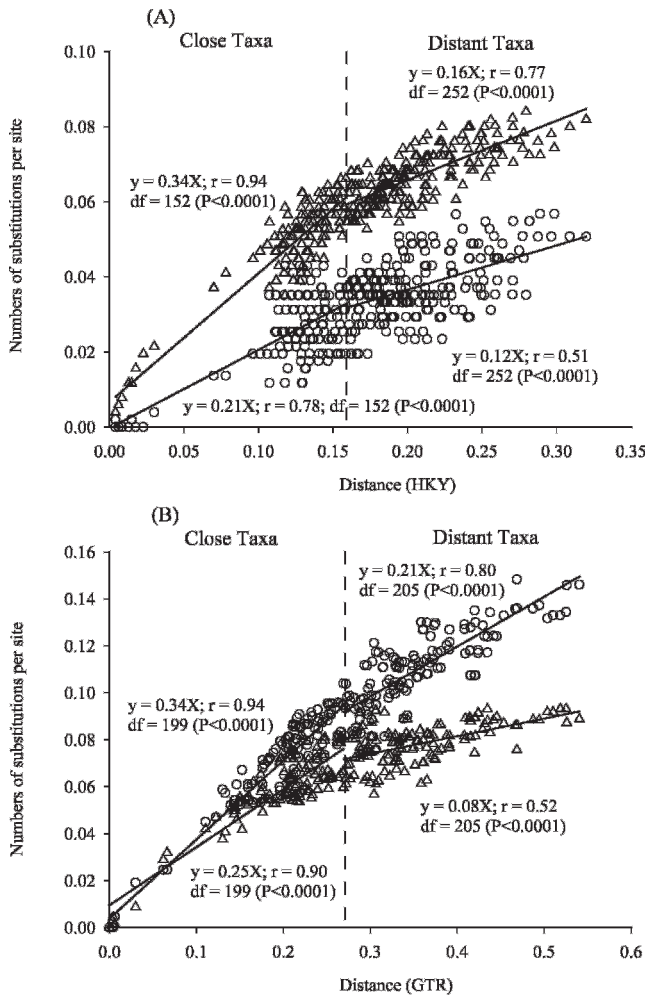 (A)
Close Taxa
Distant Taxa
0.10
y = 0.16X; r = 0.77
df = 252 (P<0.0001)
0.08
y = 0.34X; r = 0.94
df = 152 (P<0.0001)
0.06
Numbers of substitutions per site
0.04
0.02
y = 0.12X; r = 0.51
df = 252 (P<0.0001)
y = 0.21X; r = 0.78; df = 152 (P<0.0001)
0.00
0.00 0.05 0.10 0.15 0.20 0.25 0.30 0.35
Distance (HKY)
(B)
Close Taxa
Distant Taxa
0.16
y = 0.21X; r = 0.80
df = 205 (P<0.0001)
0.14
0.12
y = 0.34X; r = 0.94
df = 199 (P<0.0001)
0.10
0.08
Numbers of substitutions per site
0.06
y = 0.08X; r = 0.52
df = 205 (P<0.0001)
0.04
y = 0.25X; r = 0.90
df = 199 (P<0.0001)
0.02
0.00
0.0 0.1 0.2 0.3 0.4 0.5 0.6
Distance (GTR)